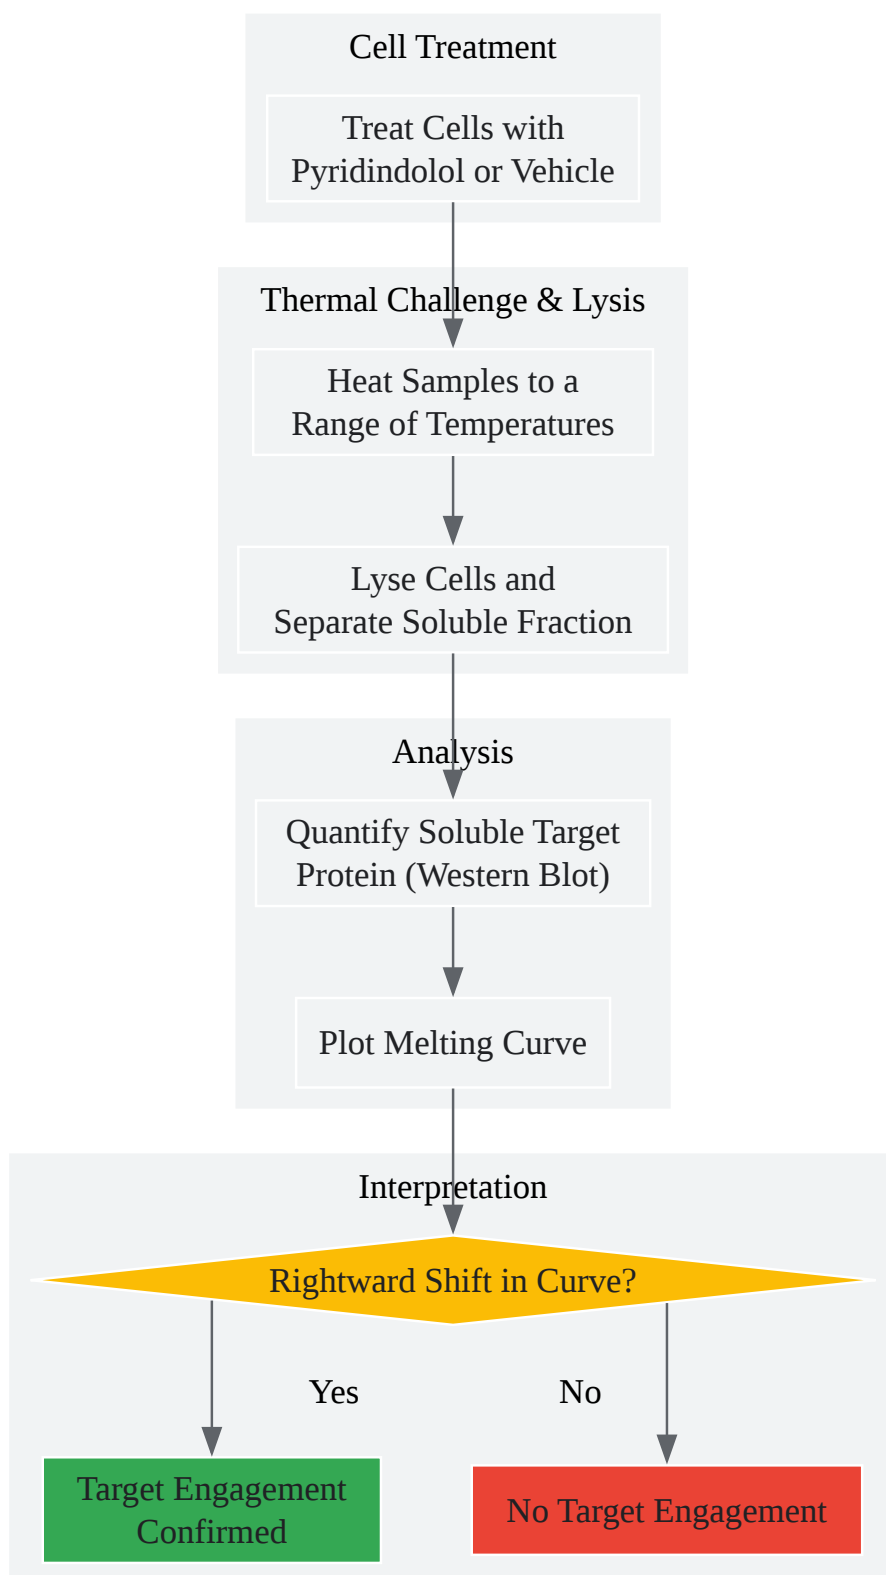 Cell Treatment
Treat Cells with
Pyridindolol or Vehicle
Thermal Challenge & Lysis
Heat Samples to a
Range of Temperatures
Lyse Cells and
Separate Soluble Fraction
Analysis
Quantify Soluble Target
Protein (Western Blot)
Plot Melting Curve
Interpretation
Rightward Shift in Curve?
Yes
No
Target Engagement
Confirmed
No Target Engagement